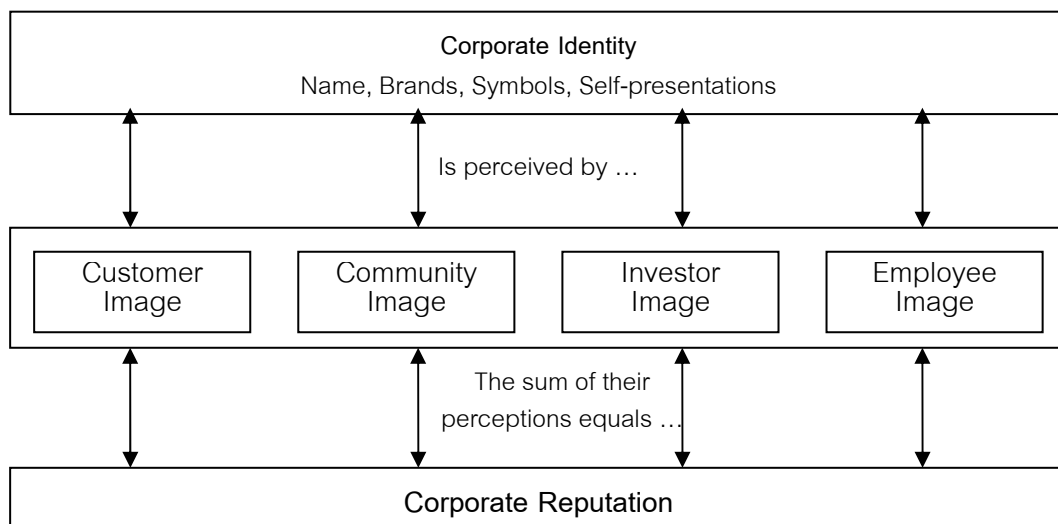 Corporate Identity
Name, Brands, Symbols, Self-presentations
Is perceived by …
Customer
Image
Community
Image
Investor
Image
Employee
Image
The sum of their
perceptions equals …
Corporate Reputation